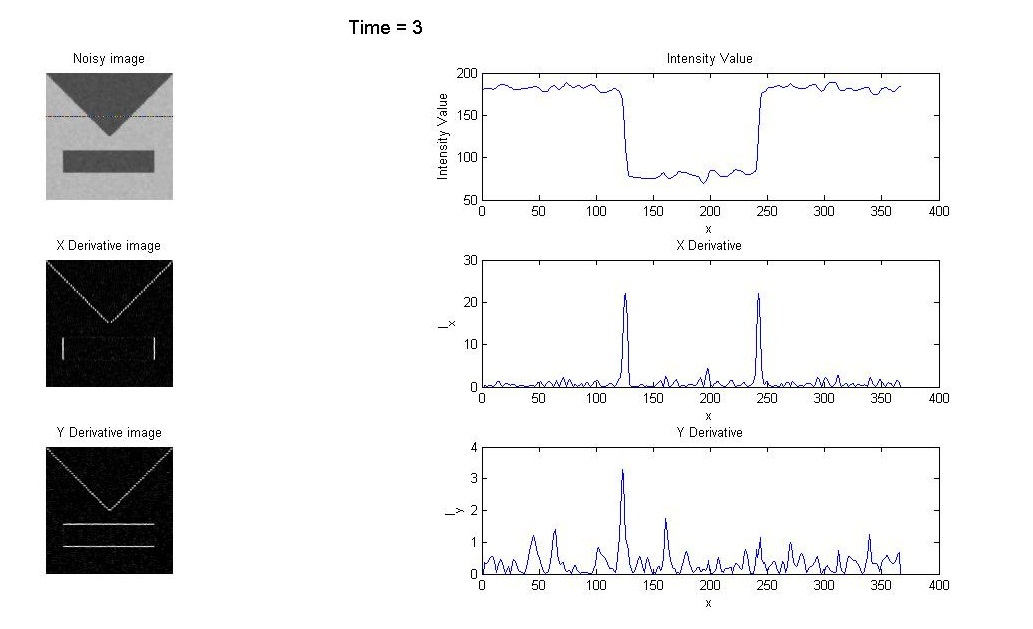 Time = 3
Noisy image
Intensity Value
200
150
100
50
Intensity Value
0 50 100 150 200 250 300 350 400
x
X Derivative image
X Derivative
30
20
10
0
I_x
0 50 100 150 200 250 300 350 400
x
Y Derivative image
Y Derivative
4
3
2
1
0
I_y
0 50 100 150 200 250 300 350 400
x